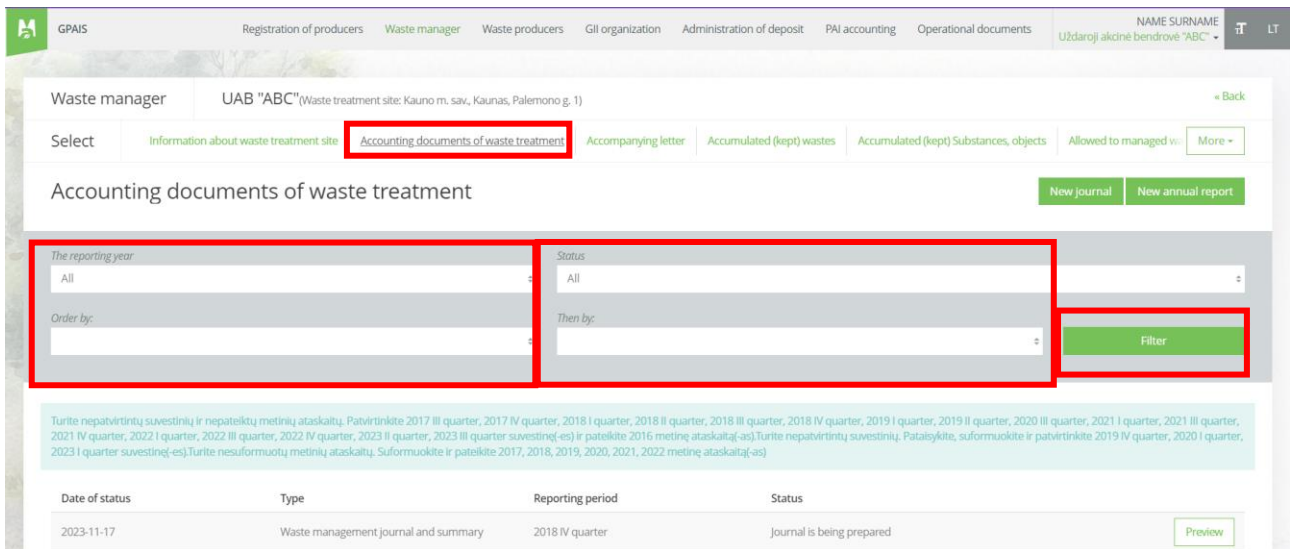 GPAIS Registration of producers Waste manager Waste producers GII organization Administration of deposit PAI accounting Operational documents NAME SURNAME LT
Uždaroji akcinė bendrovė "ABC"
Waste manager UAB "ABC"(Waste treatment site: Kauno m. sav., Kaunas, Palemono g. 1) « Back
Select Information about waste treatment site Accounting documents of waste treatment Accompanying letter Accumulated (kept) wastes Accumulated (kept) Substances, objects Allowed to managed More
Accounting documents of waste treatment New journal New annual report
The reporting year Status
All All
Order by: Then by:
Filter
Turite nepatvirtintų suvestinių ir nepateiktų metinių ataskaitų. Patvirtinkite 2017 III quarter, 2017 IV quarter, 2018 I quarter, 2018 II quarter, 2018 III quarter, 2018 IV quarter, 2019 I quarter, 2019 II quarter, 2020 III quarter, 2021 I quarter, 2021 III quarter,
2021 IV quarter, 2022 I quarter, 2022 III quarter, 2022 IV quarter, 2023 II quarter, 2023 III quarter suvestinę(-es) ir pateikite 2016 metinę ataskaitą(-as).Turite nepatvirtintų suvestinių. Pataisykite, suformuokite ir patvirtinkite 2019 IV quarter, 2020 I quarter,
2023 I quarter suvestinę(-es).Turite nesuformuotų metinių ataskaitų. Suformuokite ir pateikite 2017, 2018, 2019, 2020, 2021, 2022 metinę ataskaitą(-as)
Date of status Type Reporting period Status
2023-11-17 Waste management journal and summary 2018 IV quarter Journal is being prepared Preview